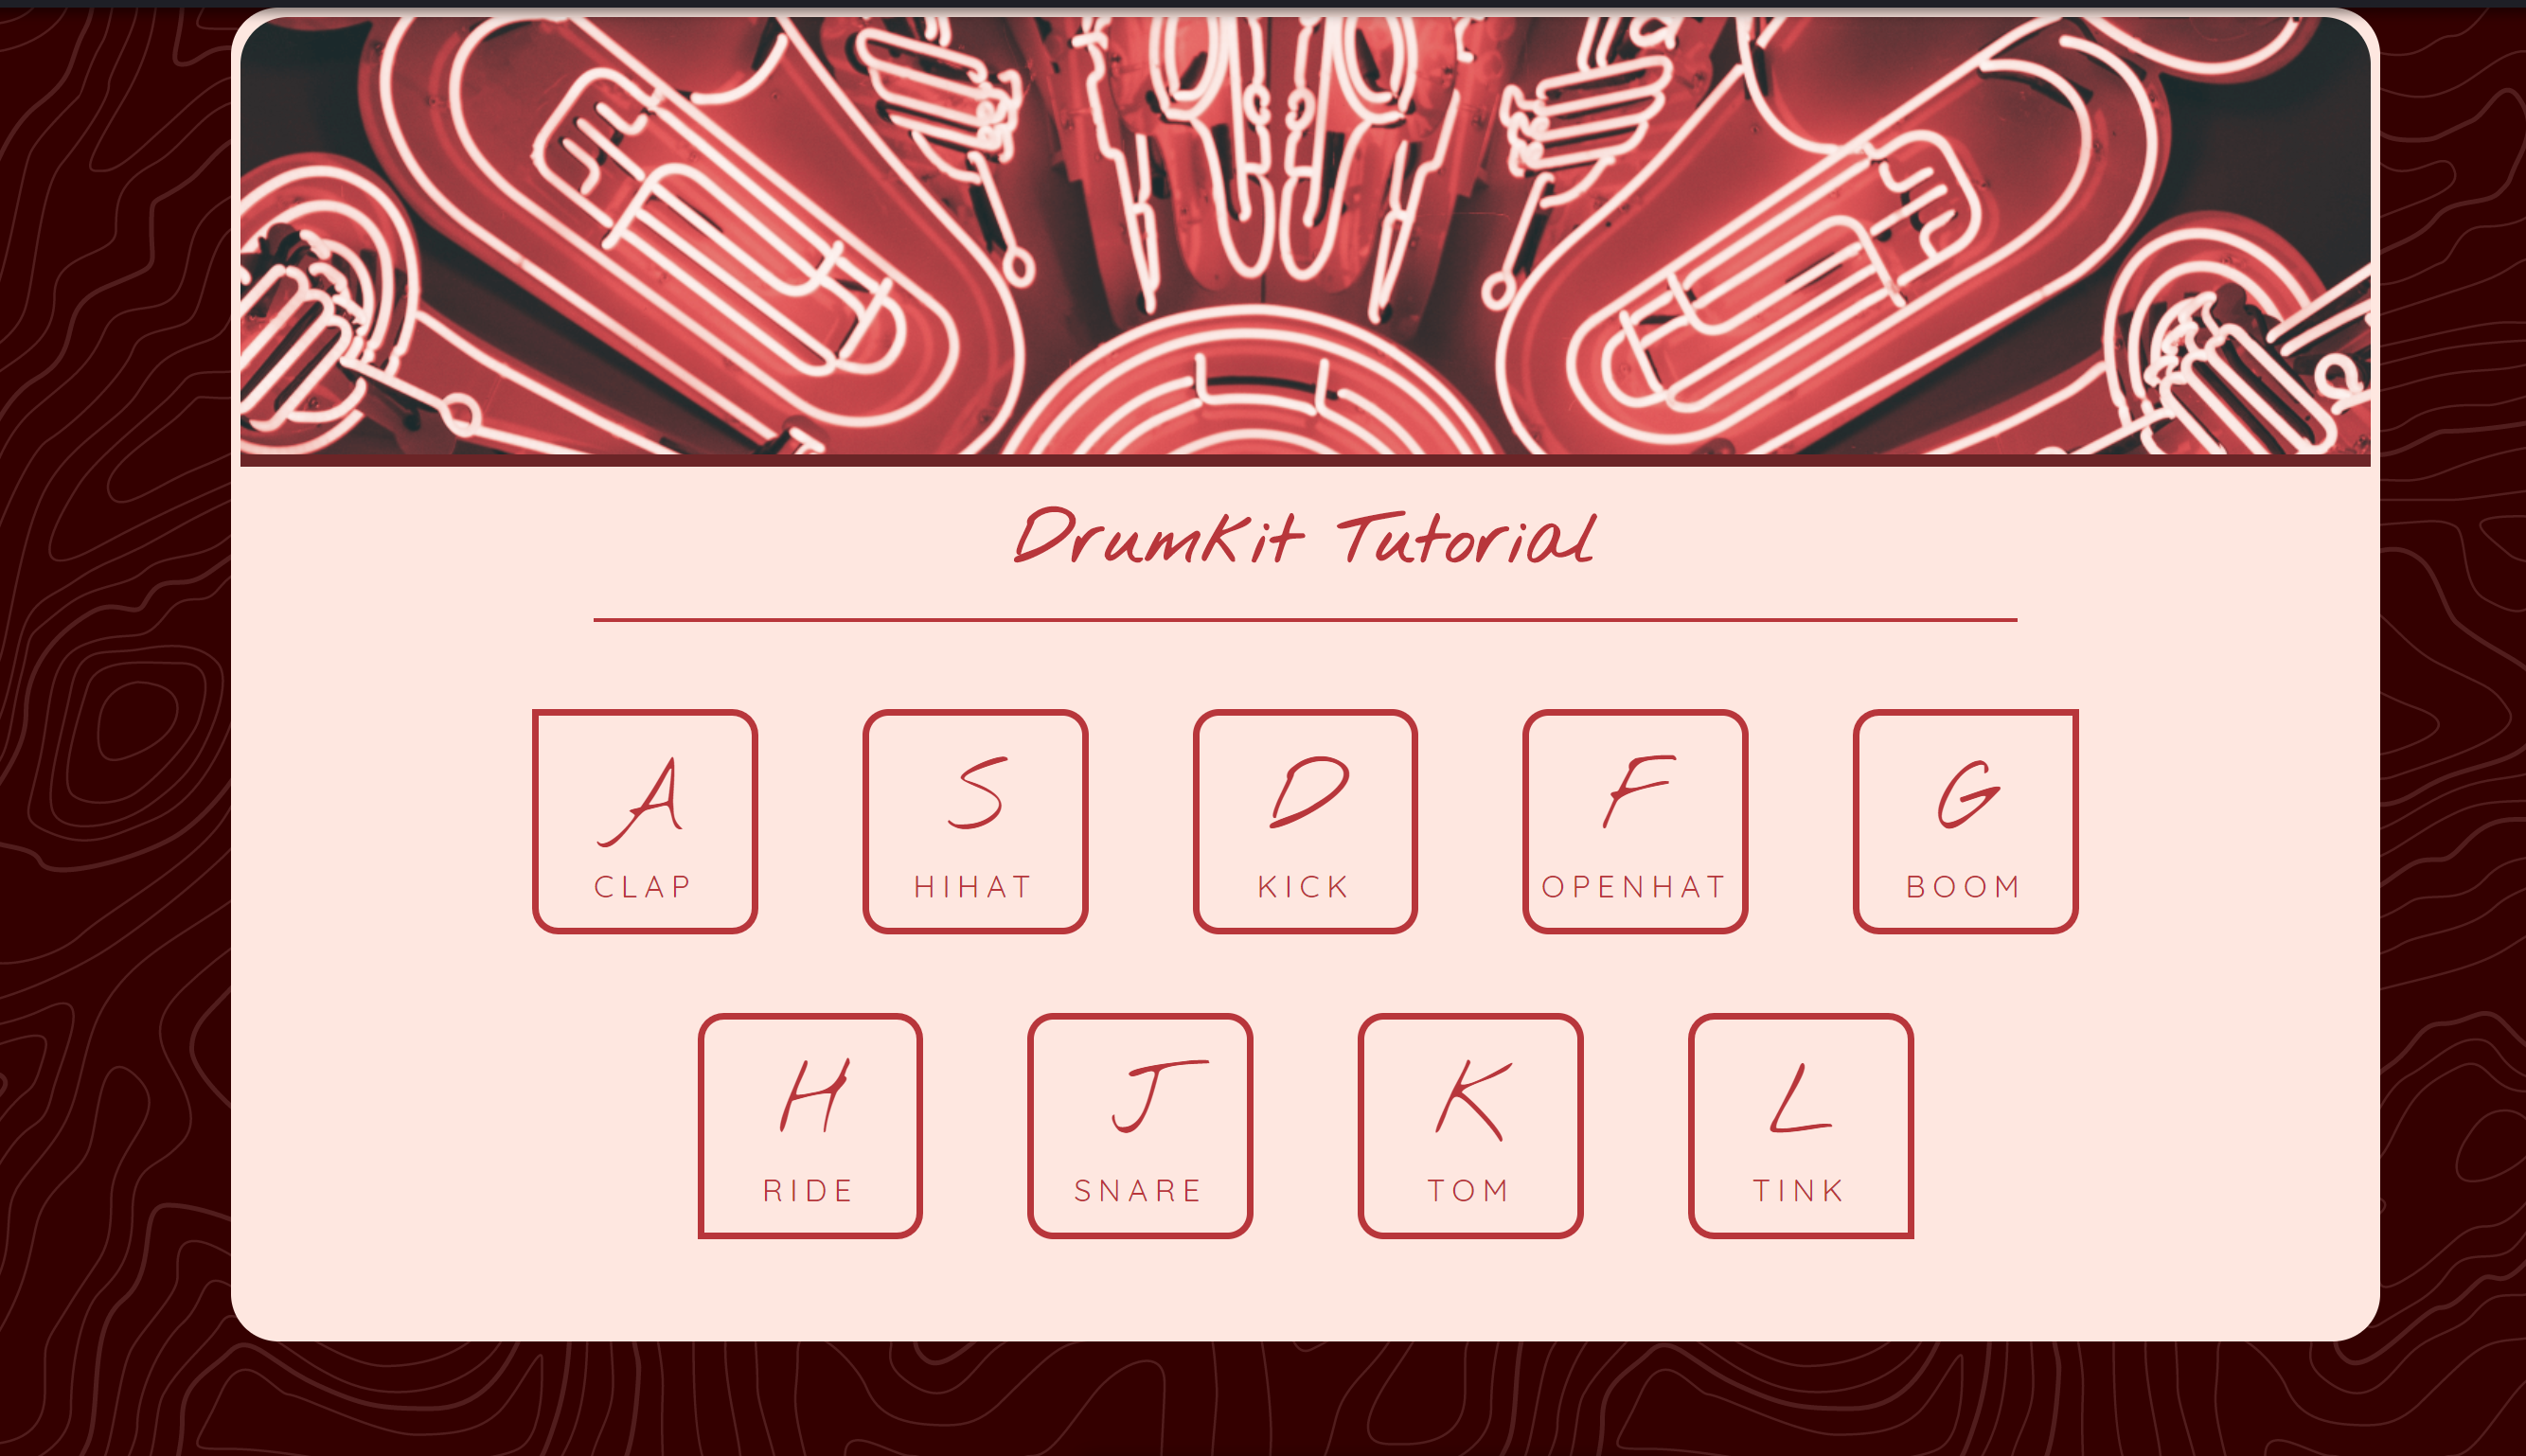 DrumKit Tutorial
A S D F G
CLAP HIHAT KICK OPENHAT BOOM
H J K L
RIDE SNARE TOM TINK